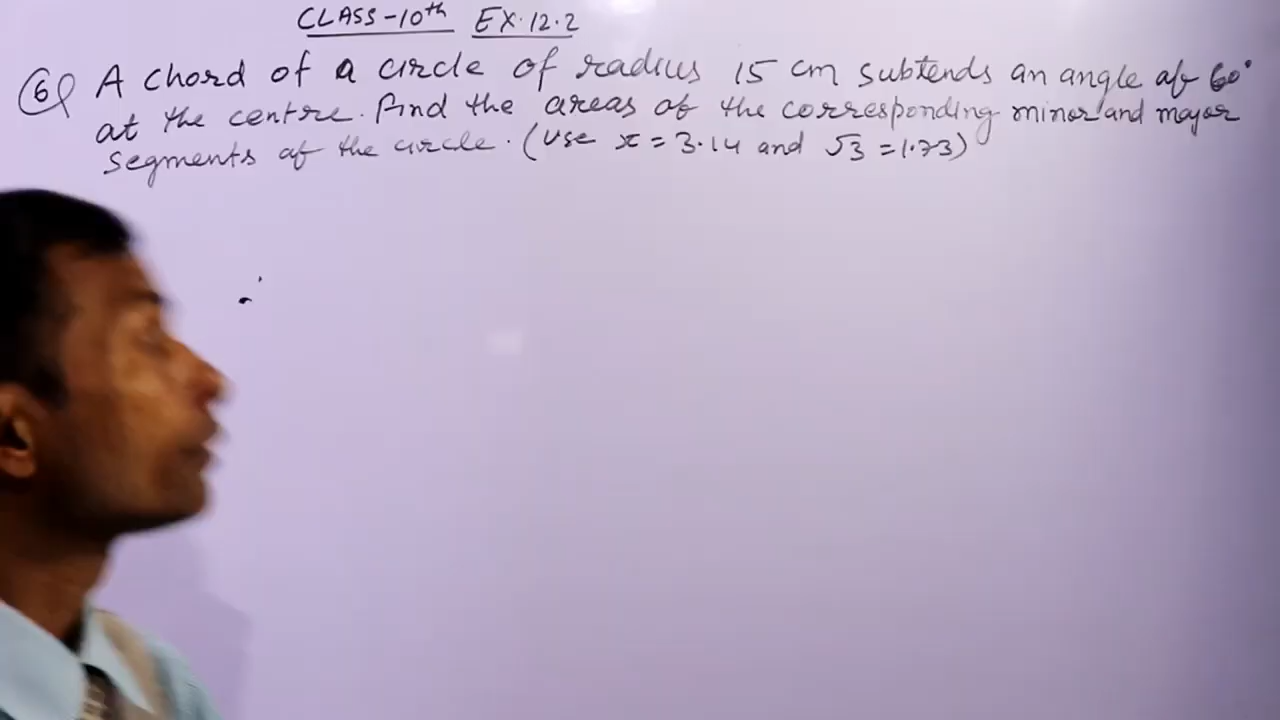 CLASS-10th EX.12.2
6Q A chord of a circle of radius 15 cm subtends an angle of 60°
at the centre. Find the areas of the corresponding minor and major
segments of the circle. (Use π = 3.14 and √3 = 1.73)